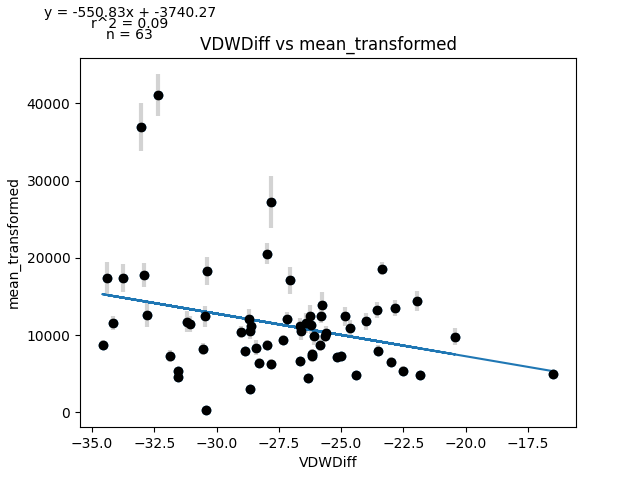 y = -550.83x + -3740.27
r^2 = 0.09
n = 63
VDWDiff vs mean_transformed
40000
30000
20000
10000
0
mean_transformed
−35.0 −32.5 −30.0 −27.5 −25.0 −22.5 −20.0 −17.5
VDWDiff